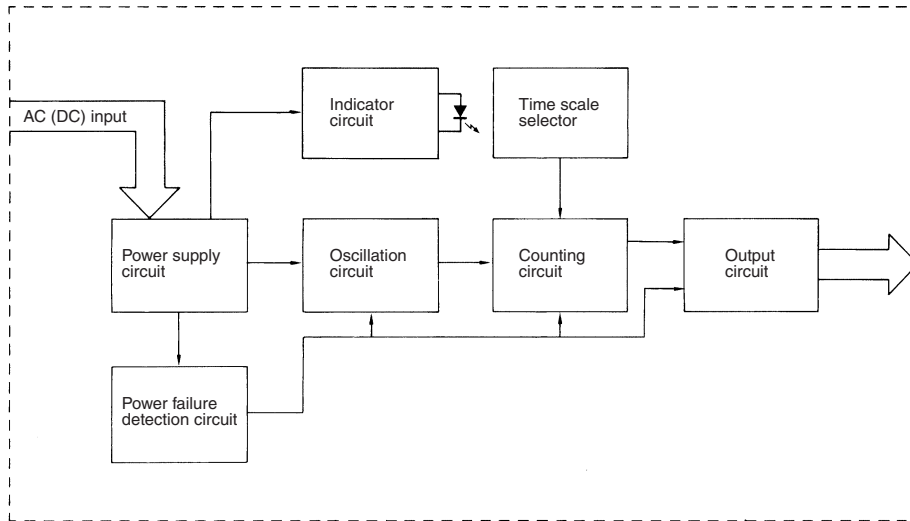 AC (DC) input
Indicator
circuit
Time scale
selector
Power supply
circuit
Oscillation
circuit
Counting
circuit
Output
circuit
Power failure
detection circuit